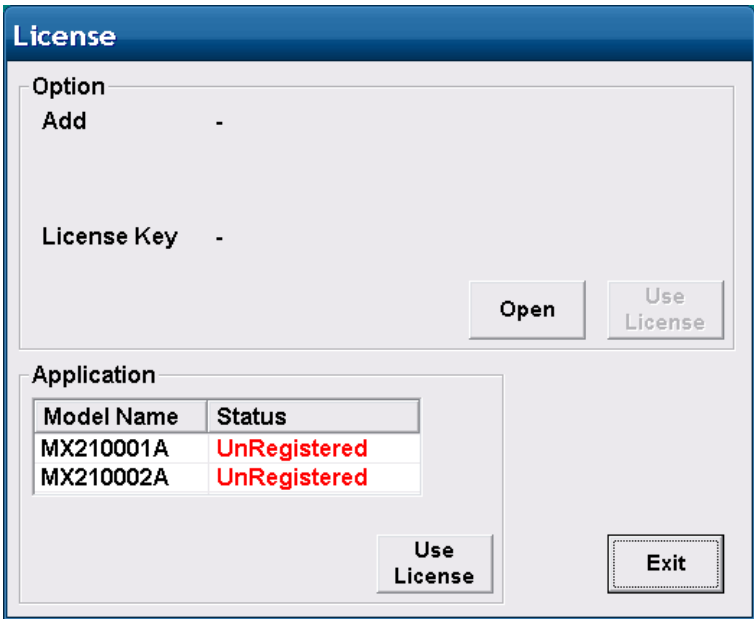 License
Option
Add -
License Key -
Open
Use
License
Application
Model Name Status
MX210001A UnRegistered
MX210002A UnRegistered
Use
License
Exit